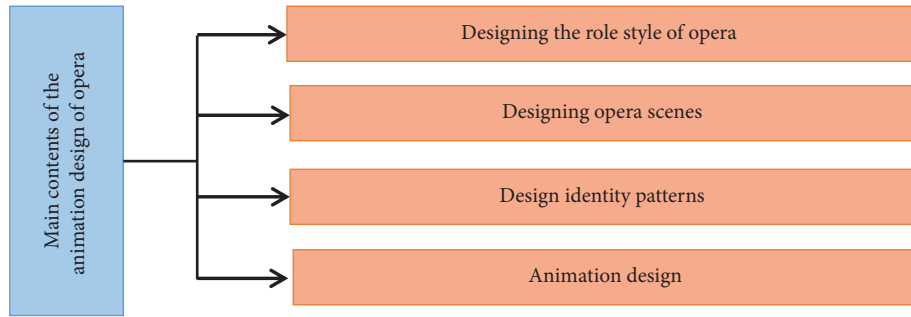 Main contents of the
animation design of opera
Designing the role style of opera
Designing opera scenes
Design identity patterns
Animation design